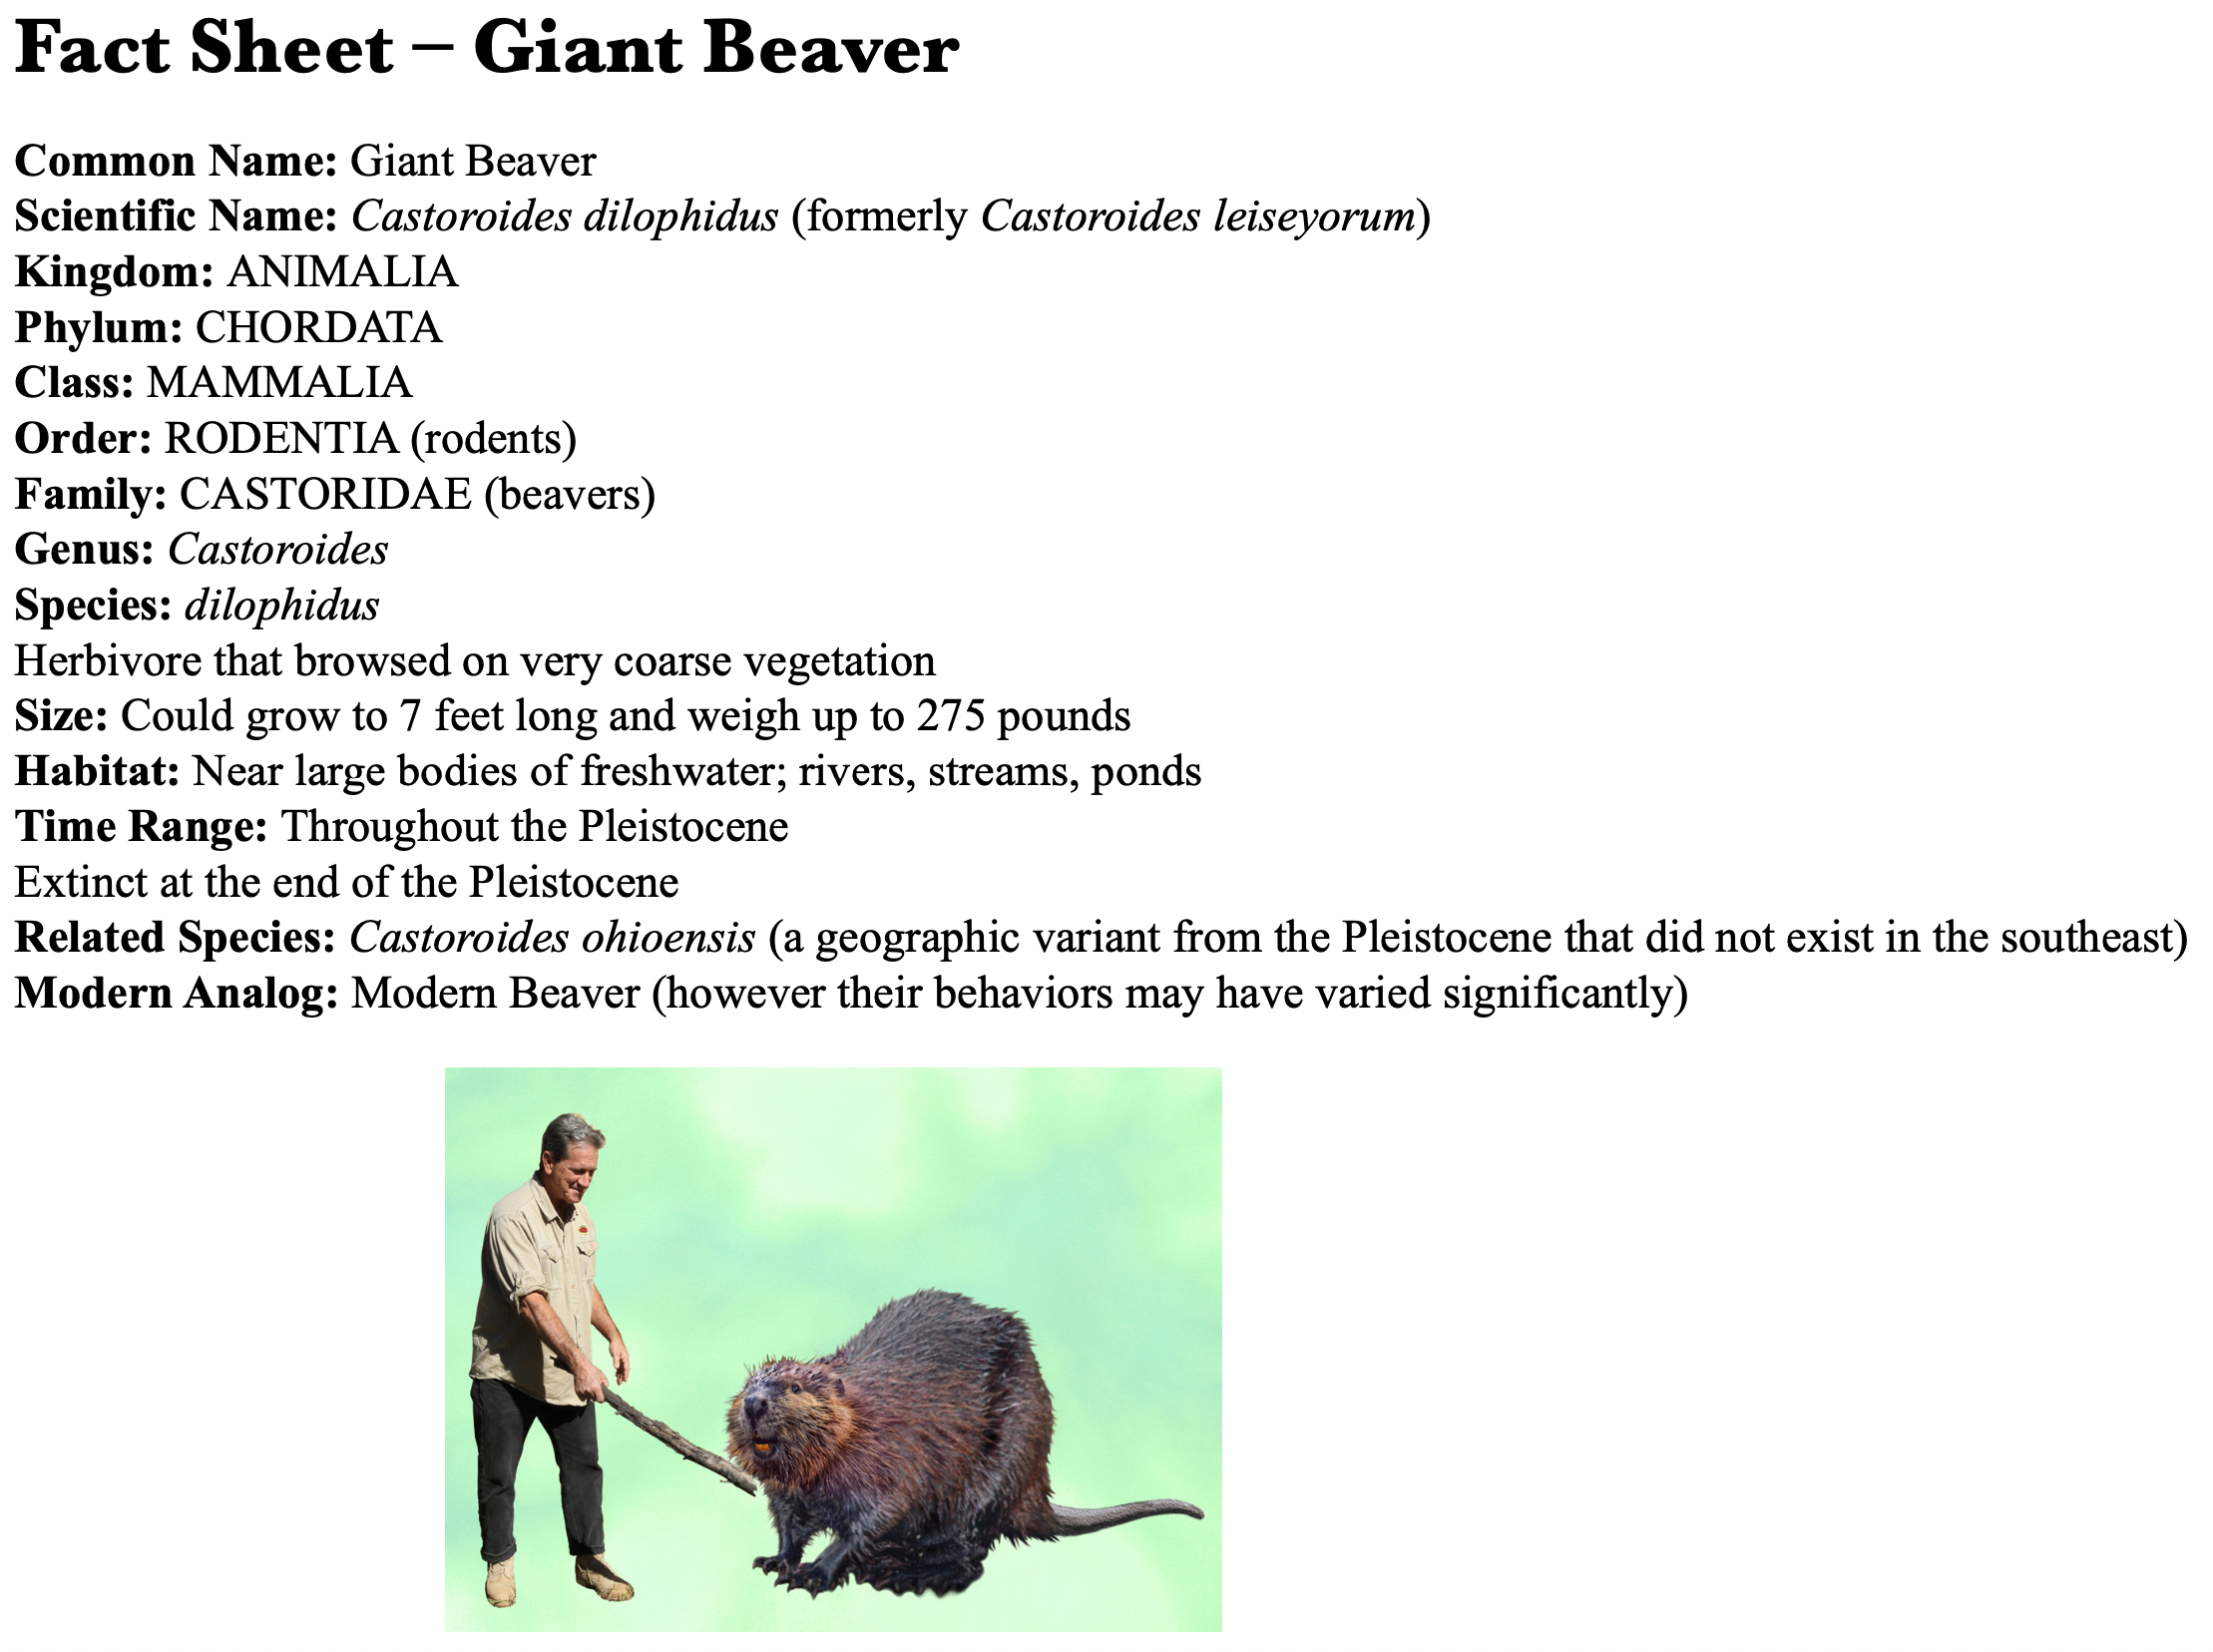 Fact Sheet – Giant Beaver
Common Name: Giant Beaver
Scientific Name: Castoroides dilophidus (formerly Castoroides leiseyorum)
Kingdom: ANIMALIA
Phylum: CHORDATA
Class: MAMMALIA
Order: RODENTIA (rodents)
Family: CASTORIDAE (beavers)
Genus: Castoroides
Species: dilophidus
Herbivore that browsed on very coarse vegetation
Size: Could grow to 7 feet long and weigh up to 275 pounds
Habitat: Near large bodies of freshwater; rivers, streams, ponds
Time Range: Throughout the Pleistocene
Extinct at the end of the Pleistocene
Related Species: Castoroides ohioensis (a geographic variant from the Pleistocene that did not exist in the southeast)
Modern Analog: Modern Beaver (however their behaviors may have varied significantly)